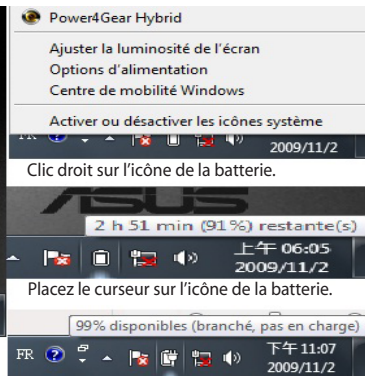 Power4Gear Hybrid
Ajuster la luminosité de l'écran
Options d'alimentation
Centre de mobilité Windows
Activer ou désactiver les icônes système
FR
2009/11/2
Clic droit sur l'icône de la batterie.
ASUS
2 h 51 min (91%) restante(s)
上午 06:05
2009/11/2
Placez le curseur sur l'icône de la batterie.
99% disponibles (branché, pas en charge)
FR
下午 11:07
2009/11/2